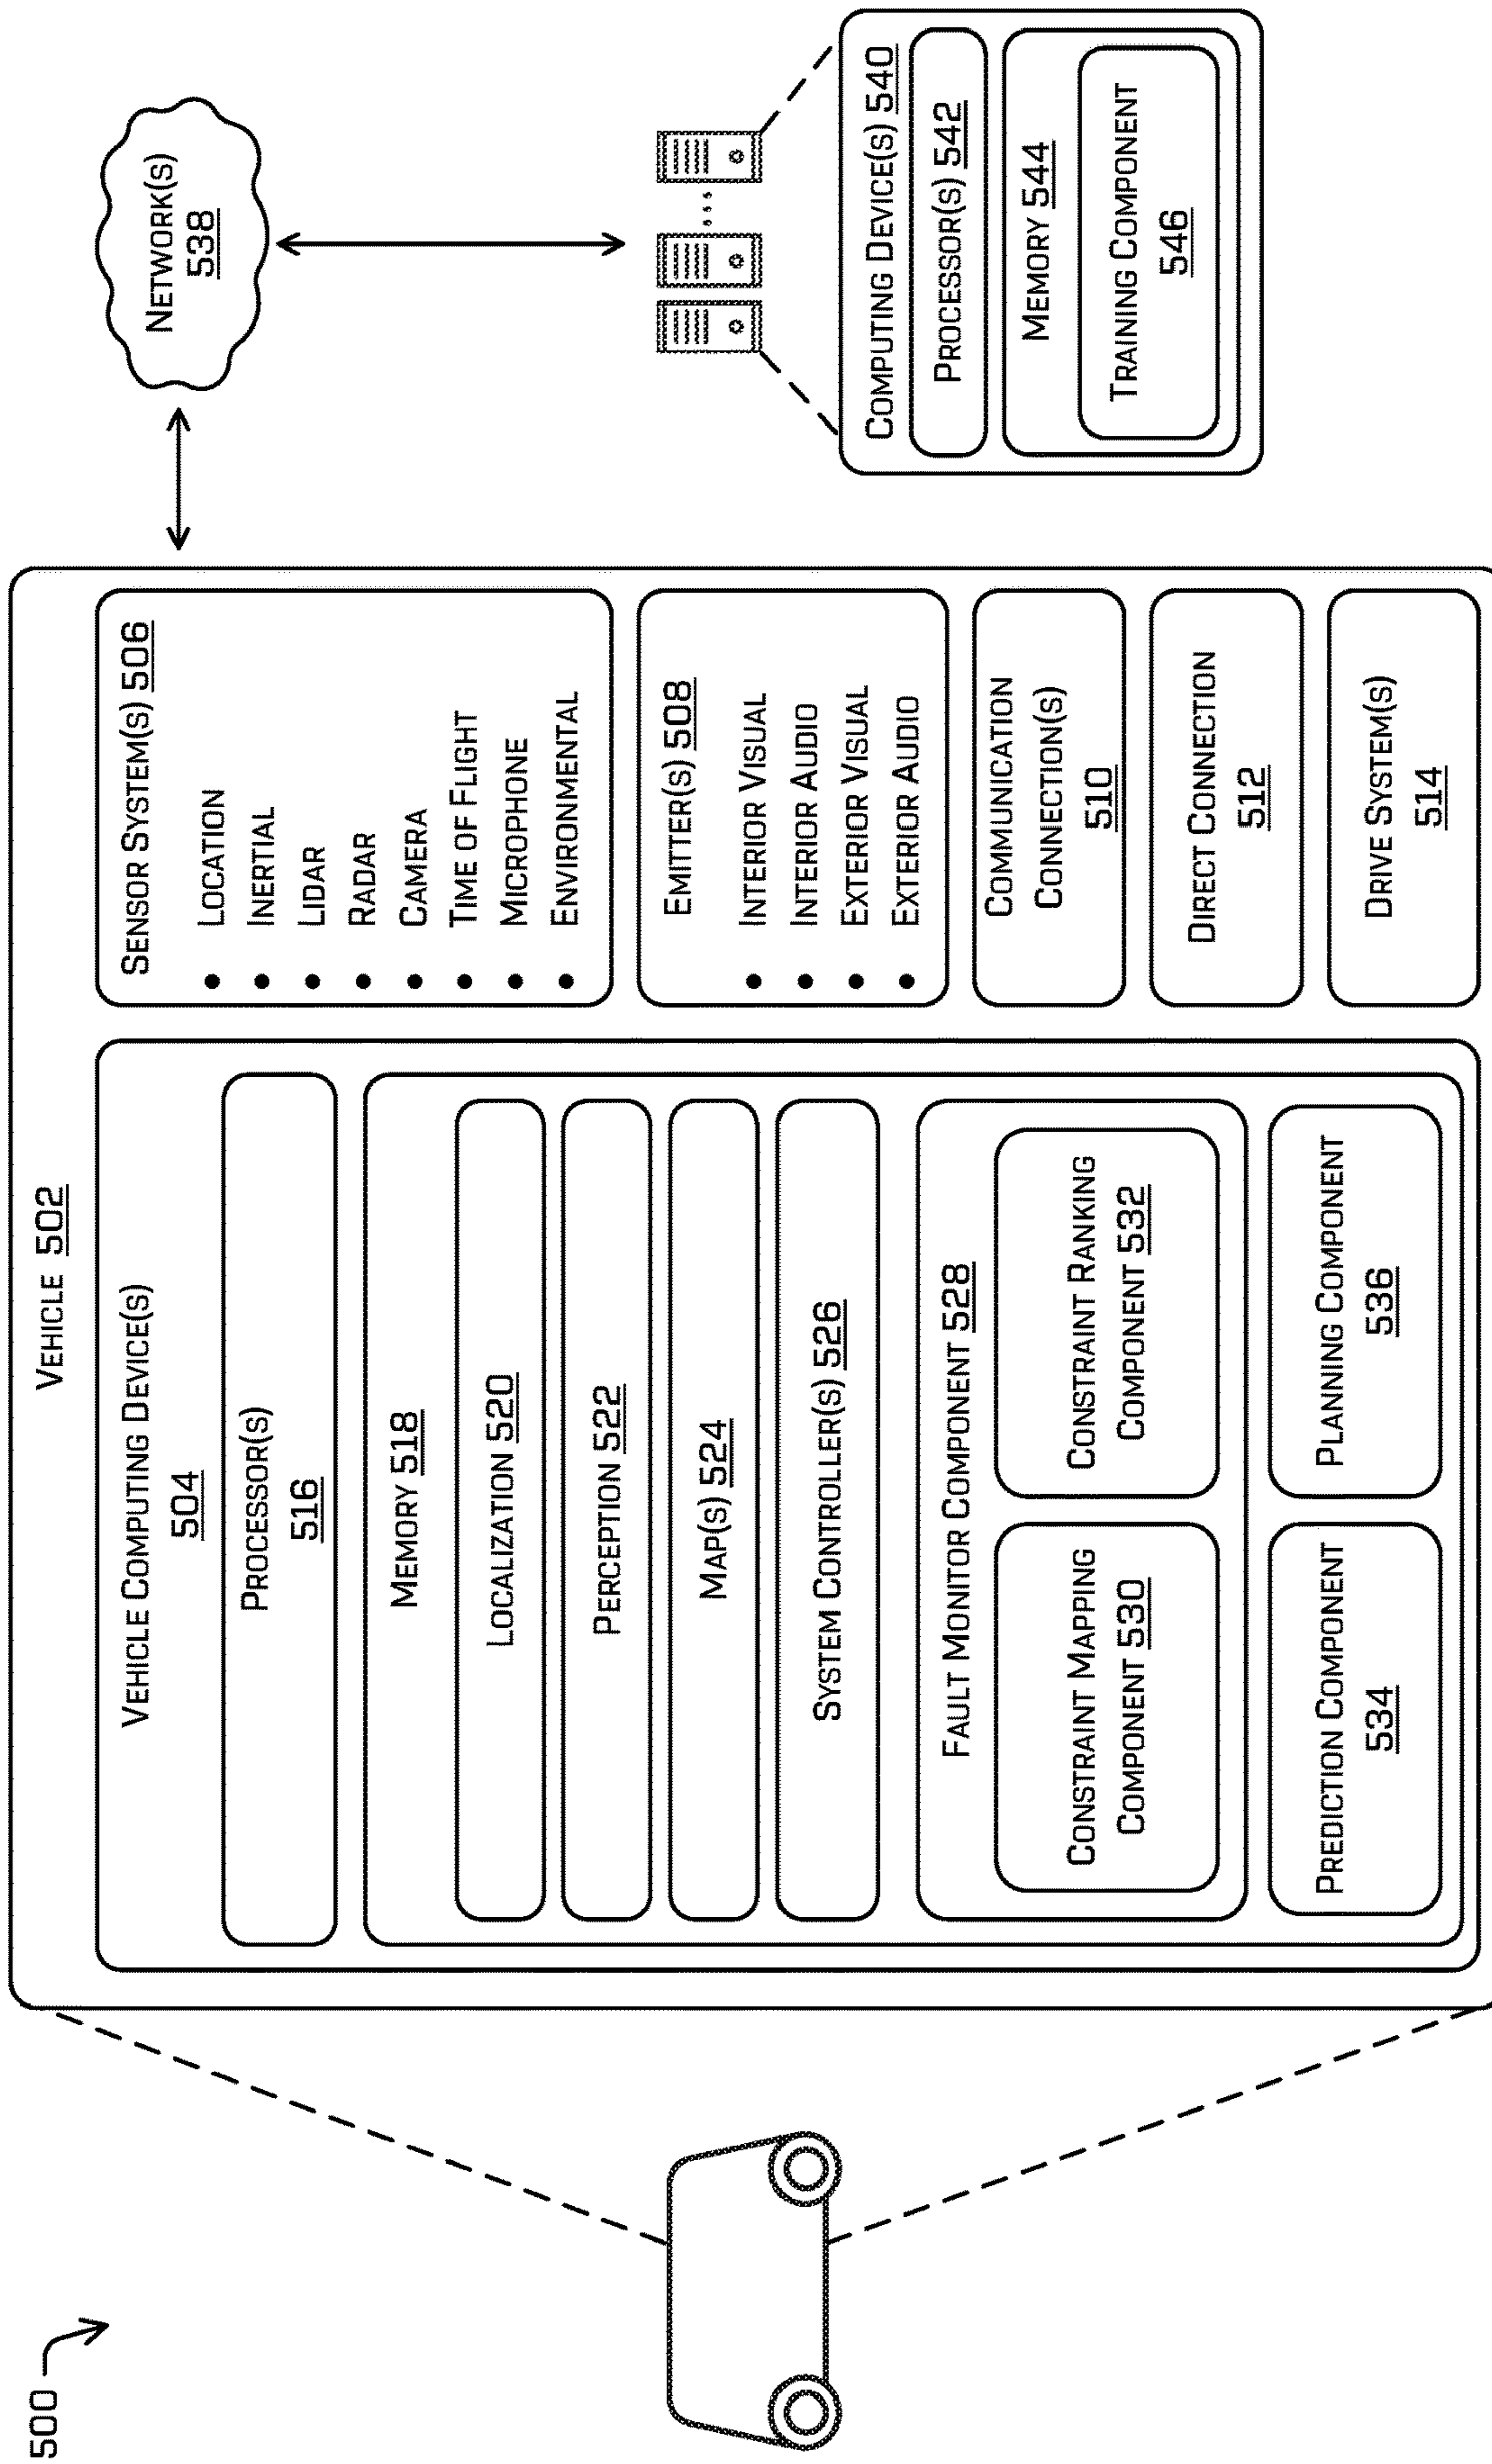 500
VEHICLE 502
VEHICLE COMPUTING DEVICE(S)
504
PROCESSOR(S)
516
MEMORY 518
LOCALIZATION 520
PERCEPTION 522
MAP(S) 524
SYSTEM CONTROLLER(S) 526
FAULT MONITOR COMPONENT 528
CONSTRAINT MAPPING
COMPONENT 530
CONSTRAINT RANKING
COMPONENT 532
PREDICTION COMPONENT
534
PLANNING COMPONENT
536
SENSOR SYSTEM(S) 506
• LOCATION
• INERTIAL
• LIDAR
• RADAR
• CAMERA
• TIME OF FLIGHT
• MICROPHONE
• ENVIRONMENTAL
EMITTER(S) 508
• INTERIOR VISUAL
• INTERIOR AUDIO
• EXTERIOR VISUAL
• EXTERIOR AUDIO
COMMUNICATION
CONNECTION(S)
510
DIRECT CONNECTION
512
DRIVE SYSTEM(S)
514
NETWORK(S)
538
COMPUTING DEVICE(S) 540
PROCESSOR(S) 542
MEMORY 544
TRAINING COMPONENT
546